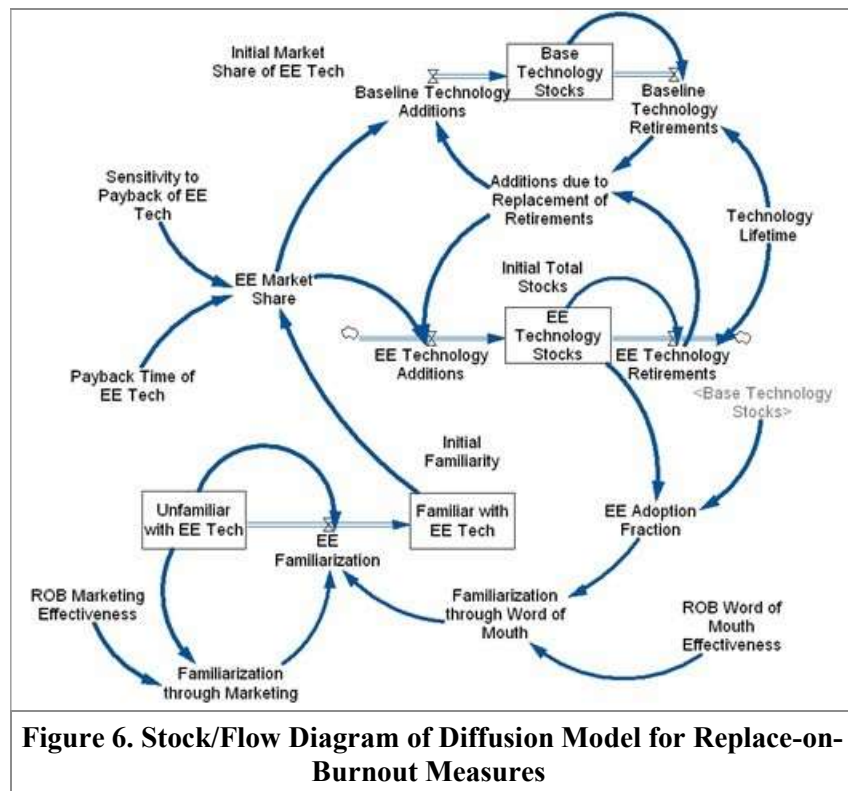 Initial Market
Share of EE Tech
Base
Technology
Stocks
Baseline Technology
Additions
Baseline
Technology
Retirements
Sensitivity to
Payback of EE
Tech
Additions due to
Replacement of
Retirements
Technology
Lifetime
EE Market
Share
Initial Total
Stocks
EE
Technology
Stocks
EE Technology
Additions
EE Technology
Retirements
Payback Time of
EE Tech
<Base Technology
Stocks>
Initial
Familiarity
Unfamiliar
with EE Tech
Familiar with
EE Tech
EE
Familiarization
EE Adoption
Fraction
ROB Marketing
Effectiveness
Familiarization
through Word of
Mouth
ROB Word of
Mouth
Effectiveness
Familiarization
through Marketing
Figure 6. Stock/Flow Diagram of Diffusion Model for Replace-on-
Burnout Measures